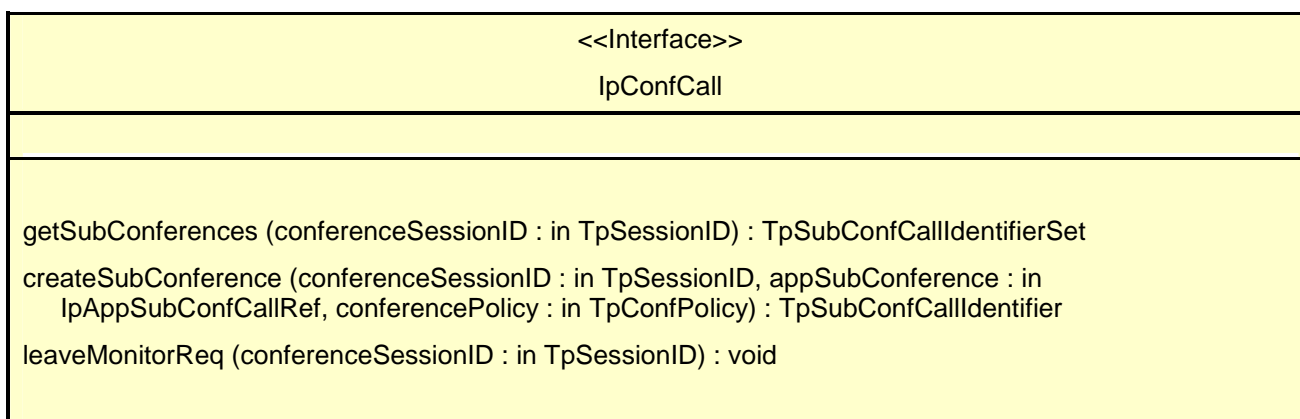 <<Interface>>
IpConfCall
getSubConferences (conferenceSessionID : in TpSessionID) : TpSubConfCallIdentifierSet
createSubConference (conferenceSessionID : in TpSessionID, appSubConference : in
IpAppSubConfCallRef, conferencePolicy : in TpConfPolicy) : TpSubConfCallIdentifier
leaveMonitorReq (conferenceSessionID : in TpSessionID) : void